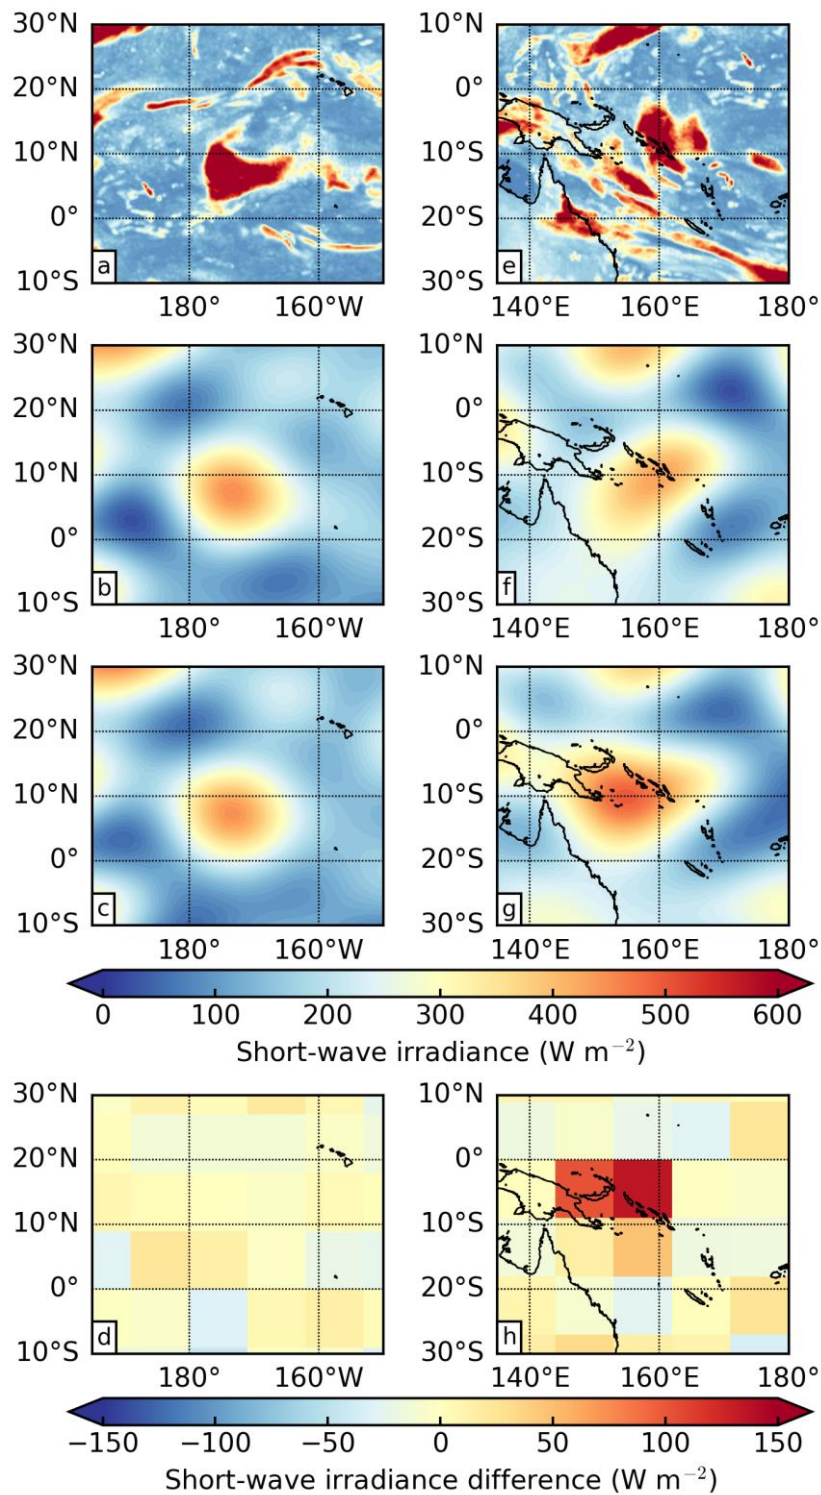 30°N
20°N
10°N
0°
10°S
a
180° 160°W
10°N
0°
10°S
20°S
30°S
e
140°E 160°E 180°
30°N
20°N
10°N
0°
10°S
b
180° 160°W
10°N
0°
10°S
20°S
30°S
f
140°E 160°E 180°
30°N
20°N
10°N
0°
10°S
c
180° 160°W
10°N
0°
10°S
20°S
30°S
g
140°E 160°E 180°
0 100 200 300 400 500 600
Short-wave irradiance (W m⁻²)
30°N
20°N
10°N
0°
10°S
d
180° 160°W
10°N
0°
10°S
20°S
30°S
h
140°E 160°E 180°
−150 −100 −50 0 50 100 150
Short-wave irradiance difference (W m⁻²)